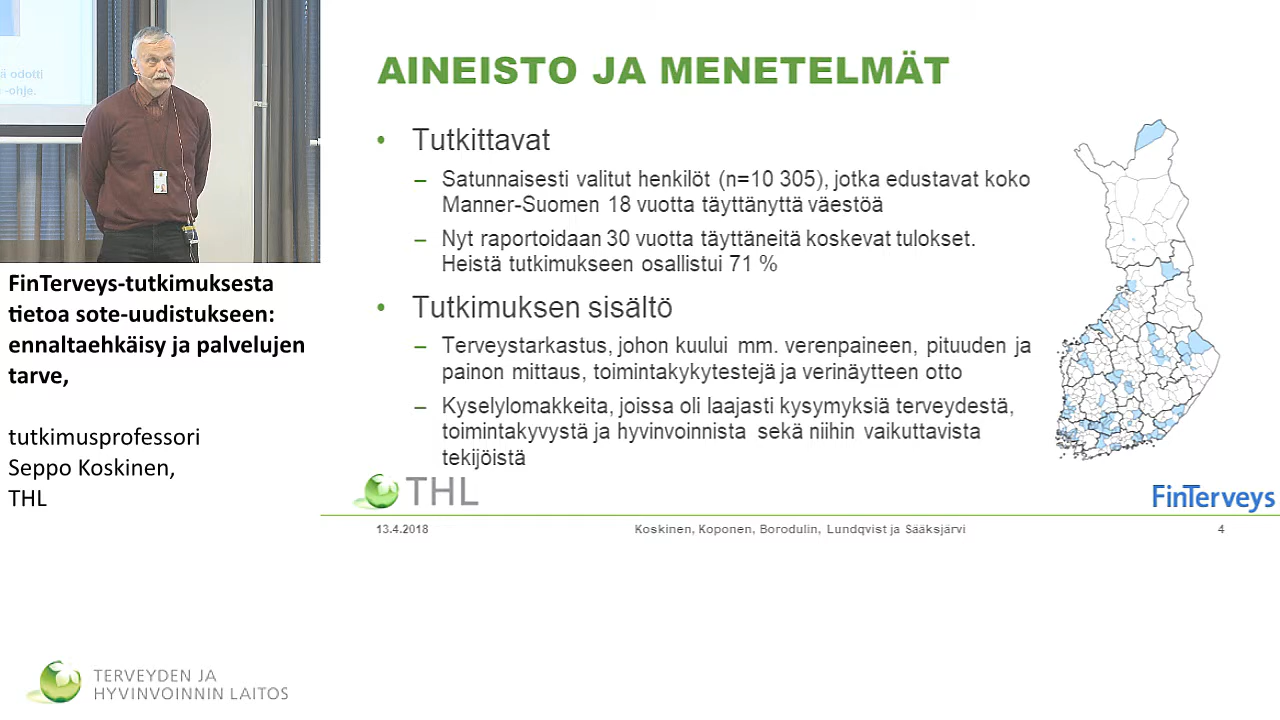 ä odotti
-ohje.
FinTerveys-tutkimuksesta
tietoa sote-uudistukseen:
ennaltaehkäisy ja palvelujen
tarve,
tutkimusprofessori
Seppo Koskinen,
THL
AINEISTO JA MENETELMÄT
• Tutkittavat
– Satunnaisesti valitut henkilöt (n=10 305), jotka edustavat koko
Manner-Suomen 18 vuotta täyttänyttä väestöä
– Nyt raportoidaan 30 vuotta täyttäneitä koskevat tulokset.
Heistä tutkimukseen osallistui 71 %
• Tutkimuksen sisältö
– Terveystarkastus, johon kuului mm. verenpaineen, pituuden ja
painon mittaus, toimintakykytestejä ja verinäytteen otto
– Kyselylomakkeita, joissa oli laajasti kysymyksiä terveydestä,
toimintakyvystä ja hyvinvoinnista sekä niihin vaikuttavista
tekijöistä
THL
FinTerveys
13.4.2018 Koskinen, Koponen, Borodulin, Lundqvist ja Sääksjärvi 4
TERVEYDEN JA
HYVINVOINNIN LAITOS